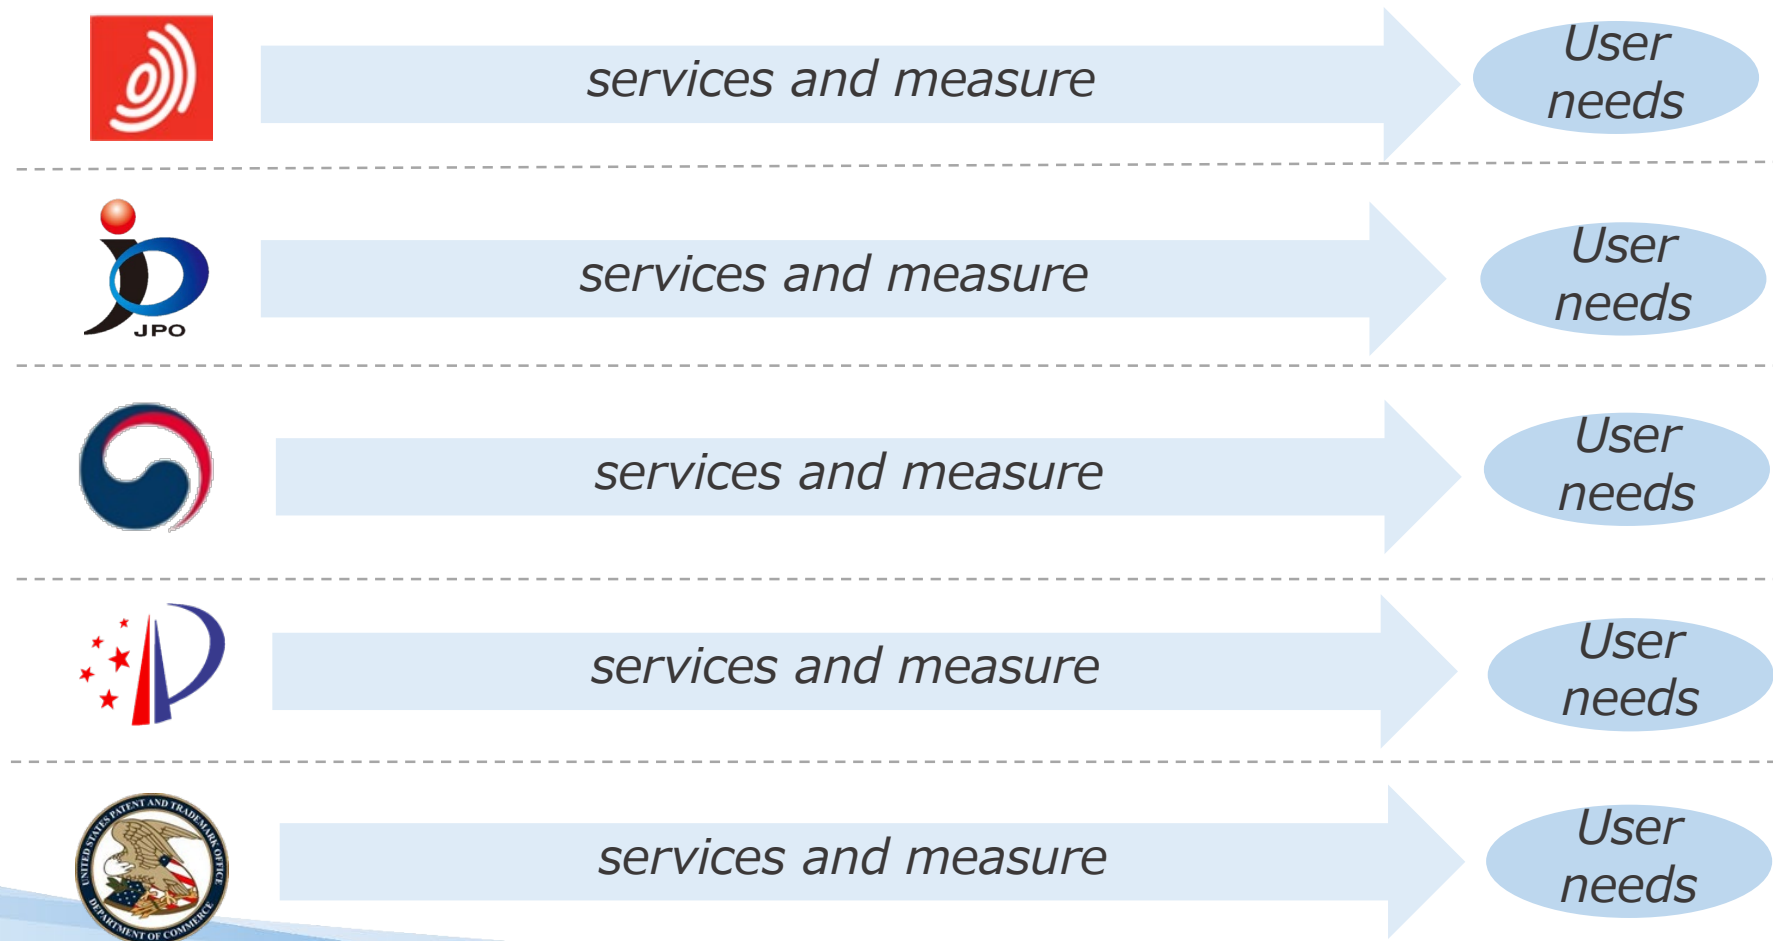 services and measure
User
needs
services and measure
User
needs
JPO
services and measure
User
needs
services and measure
User
needs
UNITED STATES PATENT AND TRADEMARK OFFICE
DEPARTMENT OF COMMERCE
services and measure
User
needs